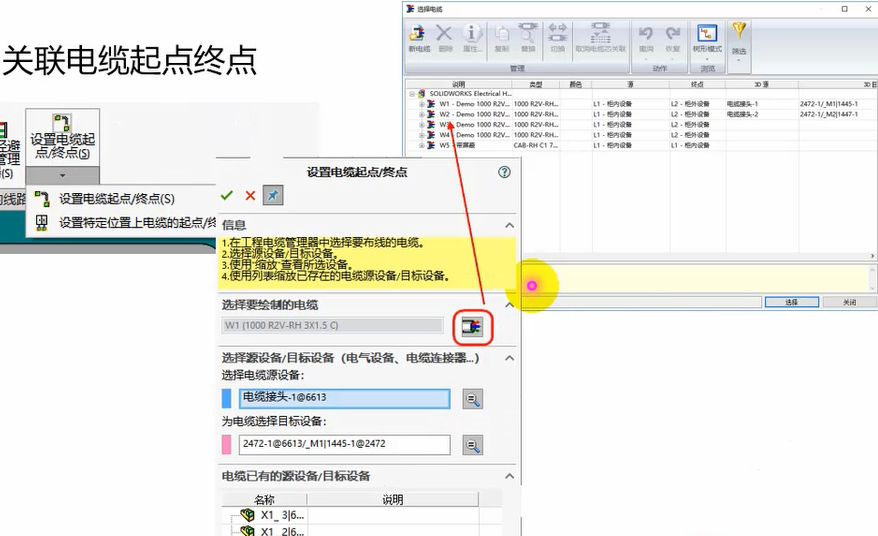 关联电缆起点终点
设置电缆起
点/终点(S)
设置电缆起点/终点(S)
设置特定位置上电缆的起点/终
管理
(S)
选择电缆
新电缆 删除 属性... 复制 替换 切换 取消电缆芯关联 撤消 恢复 树形模式 筛选
管理 动作 浏览
说明 类型 颜色 源 终点 3D 源 3D 目
SOLIDWORKS Electrical H...
W1 - Demo 1000 R2V... 1000 R2V-RH... L1 - 柜内设备 L2 - 柜外设备 电缆接头-1 2472-1/_M1|1445-1
W2 - Demo 1000 R2V... 1000 R2V-RH... L1 - 柜内设备 L2 - 柜外设备 电缆接头-2 2472-1/_M2|1447-1
W3 - Demo 1000 R2V... 1000 R2V-RH... L1 - 柜内设备 L1 - 柜内设备
W4 - Demo 1000 R2V... 1000 R2V-RH... L1 - 柜内设备 L1 - 柜内设备
W5 - 带屏蔽 CAB-RH C1 7... L1 - 柜内设备 L1 - 柜内设备
选择 关闭
设置电缆起点/终点
信息
1.在工程电缆管理器中选择要布线的电缆。
2.选择源设备/目标设备。
3.使用"缩放"查看所选设备。
4.使用列表缩放已存在的电缆源设备/目标设备。
选择要绘制的电缆
W1 (1000 R2V-RH 3X1.5 C)
选择源设备/目标设备（电气设备、电缆连接器...）
选择电缆源设备:
电缆接头-1@6613
为电缆选择目标设备:
2472-1@6613/_M1|1445-1@2472
电缆已有的源设备/目标设备
名称 说明
X1_ 3|6...
X1_ 2|6...